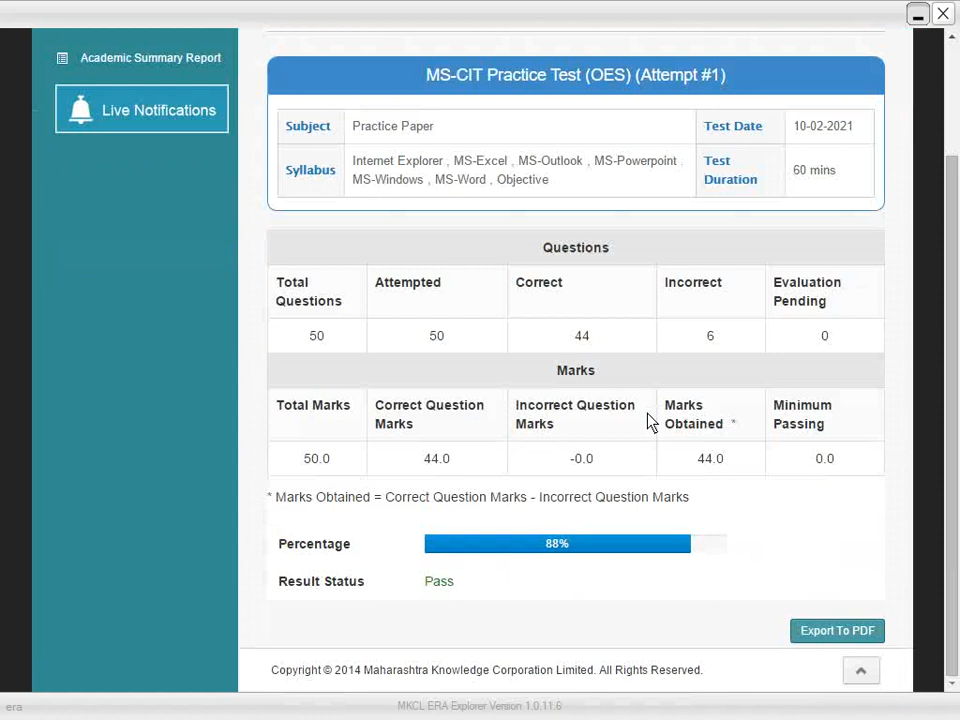 Academic Summary Report
Live Notifications
MS-CIT Practice Test (OES) (Attempt #1)
Subject Practice Paper Test Date 10-02-2021
Syllabus Internet Explorer , MS-Excel , MS-Outlook , MS-Powerpoint , MS-Windows , MS-Word , Objective Test Duration 60 mins
Questions
Total Questions Attempted Correct Incorrect Evaluation Pending
50 50 44 6 0
Marks
Total Marks Correct Question Marks Incorrect Question Marks Marks Obtained * Minimum Passing
50.0 44.0 -0.0 44.0 0.0
* Marks Obtained = Correct Question Marks - Incorrect Question Marks
Percentage 88%
Result Status Pass
Export To PDF
Copyright © 2014 Maharashtra Knowledge Corporation Limited. All Rights Reserved.
era MKCL ERA Explorer Version 1.0.11.6